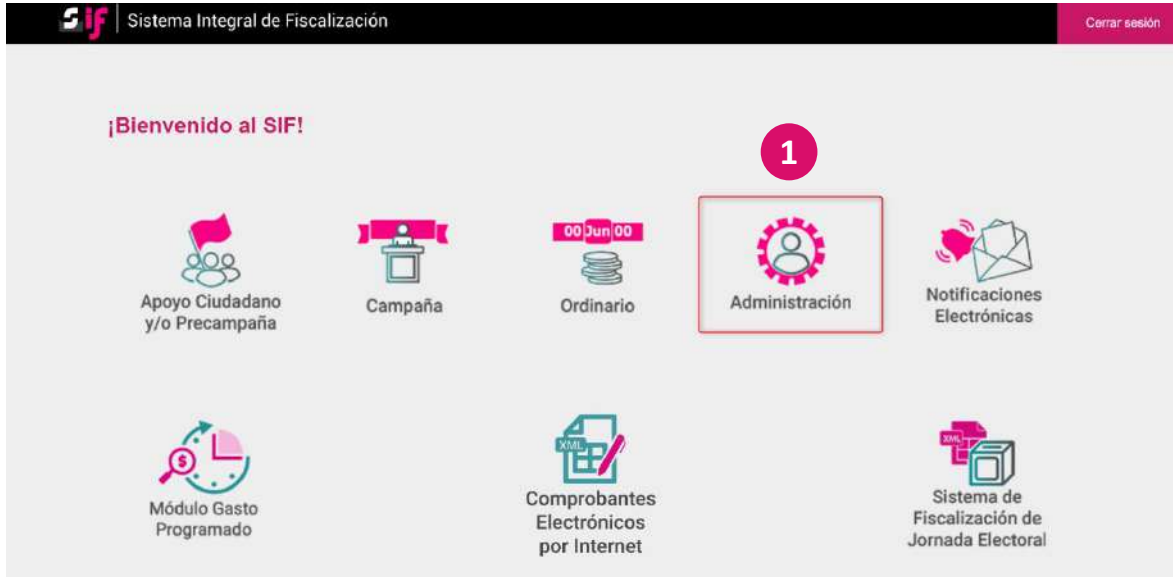 sif Sistema Integral de Fiscalización
Cerrar sesión
¡Bienvenido al SIF!
1
Apoyo Ciudadano
y/o Precampaña
Campaña
00 Jun 00
Ordinario
Administración
Notificaciones
Electrónicas
$
Módulo Gasto
Programado
XML
Comprobantes
Electrónicos
por Internet
XML
Sistema de
Fiscalización de
Jornada Electoral